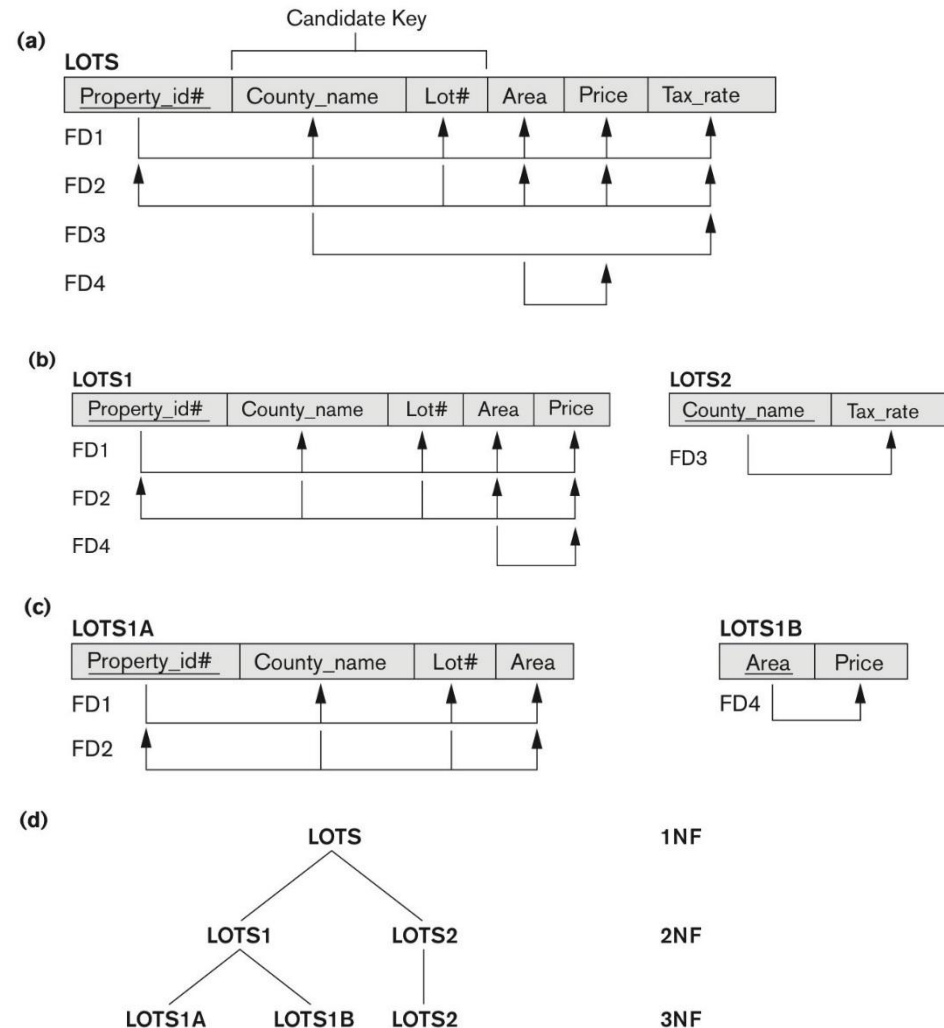 Candidate Key
(a)
LOTS
Property_id# County_name Lot# Area Price Tax_rate
FD1
FD2
FD3
FD4
(b)
LOTS1
Property_id# County_name Lot# Area Price
FD1
FD2
FD4
LOTS2
County_name Tax_rate
FD3
(c)
LOTS1A
Property_id# County_name Lot# Area
FD1
FD2
LOTS1B
Area Price
FD4
(d)
LOTS 1NF
LOTS1 LOTS2 2NF
LOTS1A LOTS1B LOTS2 3NF